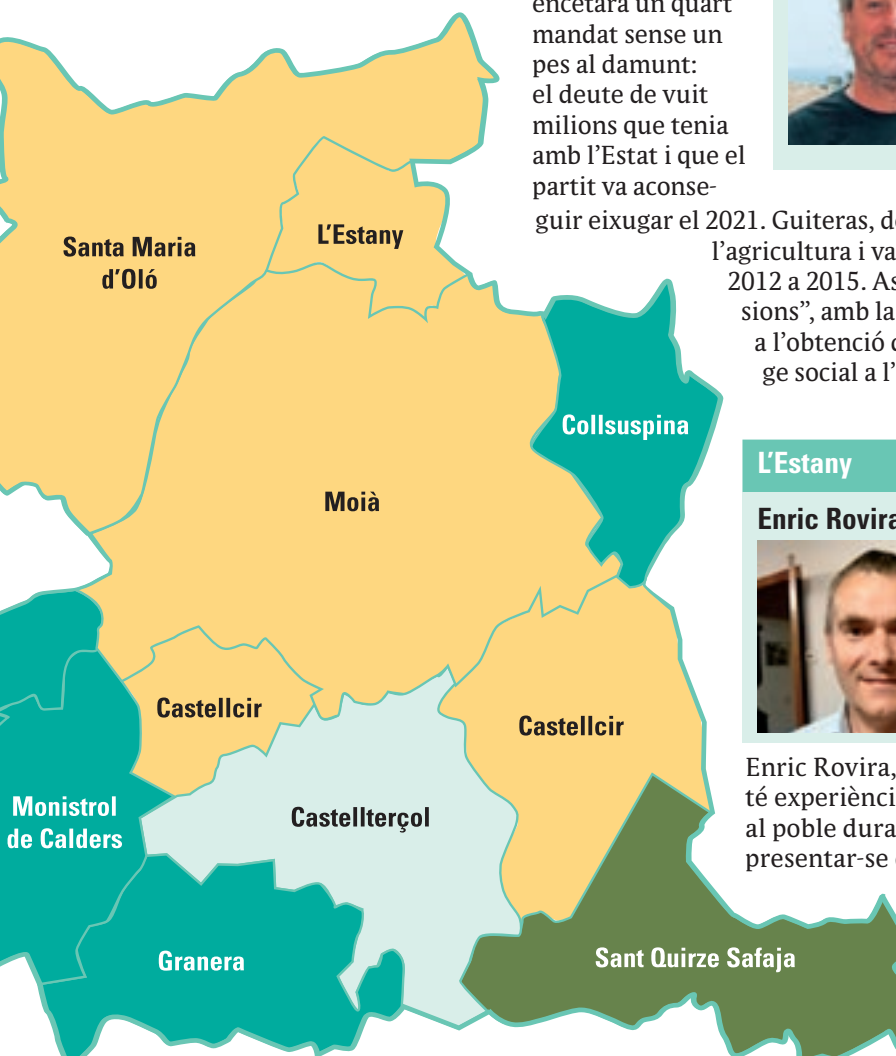 encetarà un quart
mandat sense un
pes al damunt:
el deute de vuit
milions que tenia
amb l’Estat i que el
partit va aconse-
guir eixugar el 2021. Guiteras, de
l’agricultura i va
2012 a 2015. As
sions”, amb la
a l’obtenció d
ge social a l’
Santa Maria
d’Oló
L’Estany
Collsuspina
Moià
Castellcir
Castellcir
Monistrol
de Calders
Castellterçol
Granera
Sant Quirze Safaja
L’Estany
Enric Rovira
Enric Rovira,
té experiènci
al poble dura
presentar-se